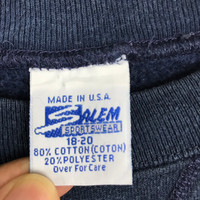 MADE IN U.S.A.
SALEM
SPORTSWEAR
18-20
80% COTTON (COTON)
20% POLYESTER
Over For Care